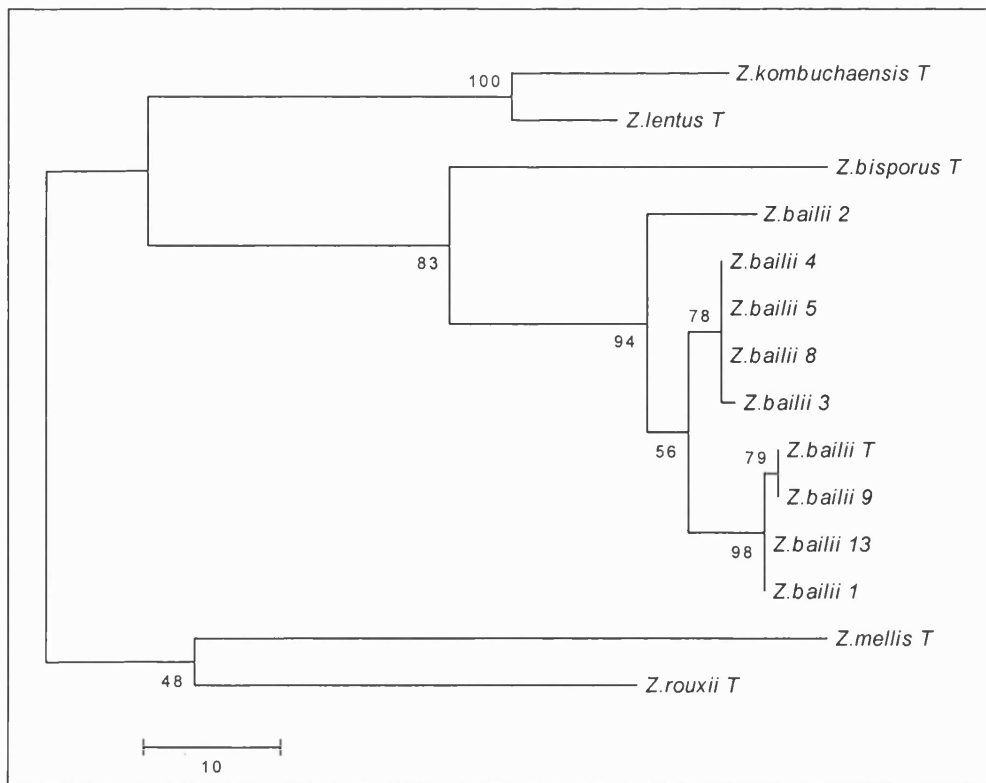 100
Z.kombuchaensis T
Z.lentus T
Z.bisporus T
Z.bailii 2
83
Z.bailii 4
Z.bailii 5
78
Z.bailii 8
94
Z.bailii 3
56
Z.bailii T
79
Z.bailii 9
Z.bailii 13
98
Z.bailii 1
Z.mellis T
48
Z.rouxii T
10